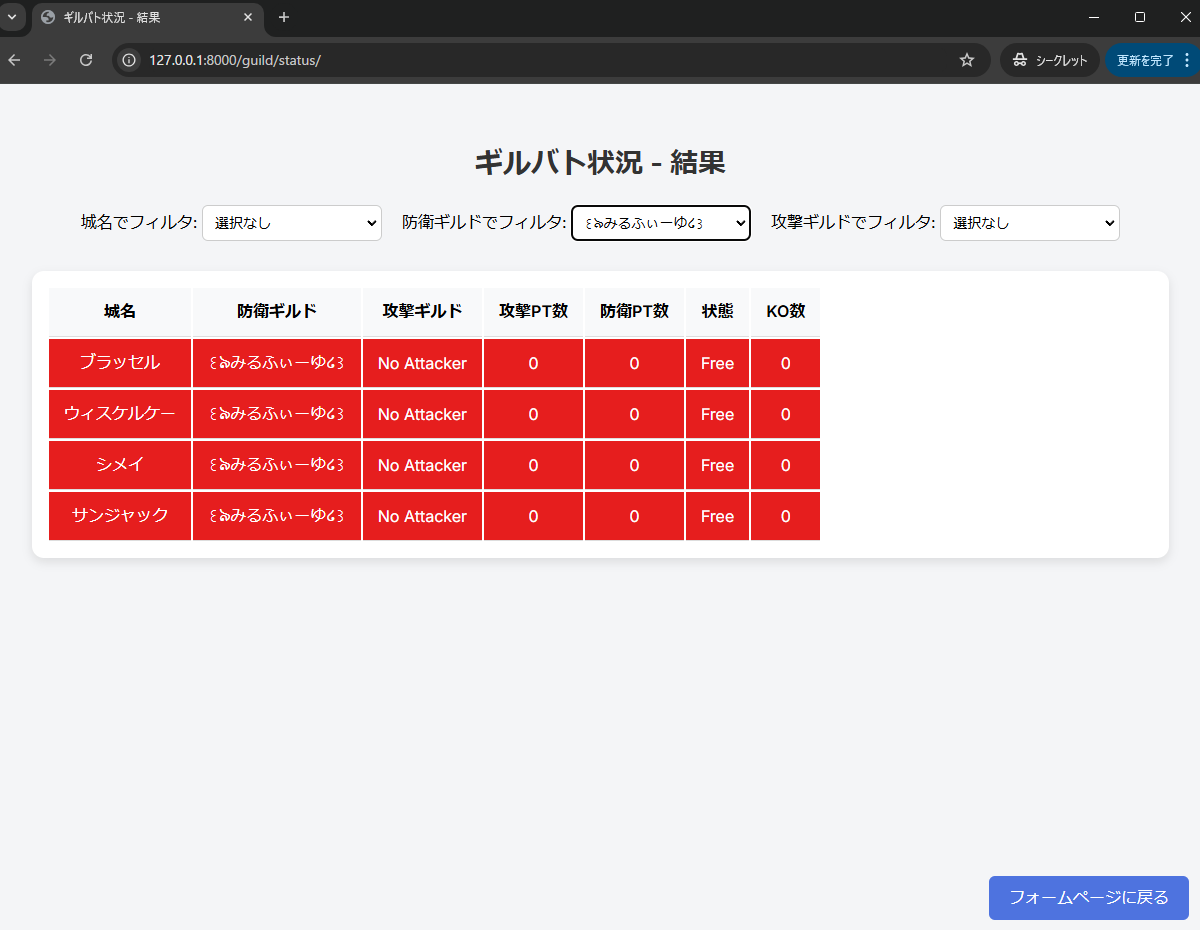 ギルバト状況 - 結果
127.0.0.1:8000/guild/status/
シークレット
更新を完了
ギルバト状況 - 結果
城名でフィルタ: 選択なし 防衛ギルドでフィルタ: ꒰ঌみるふぃーゆ໒꒱ 攻撃ギルドでフィルタ: 選択なし
城名 防衛ギルド 攻撃ギルド 攻撃PT数 防衛PT数 状態 KO数
ブラッセル ꒰ঌみるふぃーゆ໒꒱ No Attacker 0 0 Free 0
ウィスケルケー ꒰ঌみるふぃーゆ໒꒱ No Attacker 0 0 Free 0
シメイ ꒰ঌみるふぃーゆ໒꒱ No Attacker 0 0 Free 0
サンジャック ꒰ঌみるふぃーゆ໒꒱ No Attacker 0 0 Free 0
フォームページに戻る